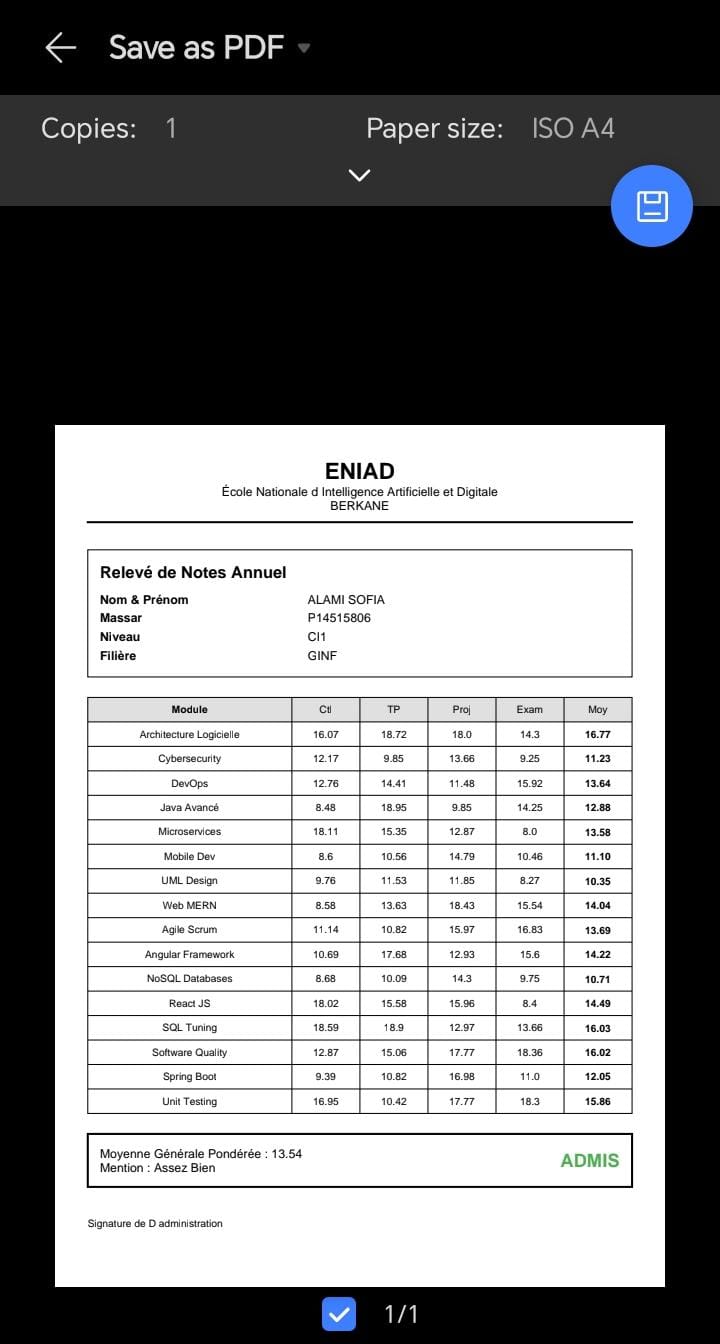 Save as PDF
Copies: 1 Paper size: ISO A4
ENIAD
École Nationale d Intelligence Artificielle et Digitale
BERKANE
Relevé de Notes Annuel
Nom & Prénom ALAMI SOFIA
Massar P14515806
Niveau CI1
Filière GINF
Module Ctl TP Proj Exam Moy
Architecture Logicielle 16.07 18.72 18.0 14.3 16.77
Cybersecurity 12.17 9.85 13.66 9.25 11.23
DevOps 12.76 14.41 11.48 15.92 13.64
Java Avancé 8.48 18.95 9.85 14.25 12.88
Microservices 18.11 15.35 12.87 8.0 13.58
Mobile Dev 8.6 10.56 14.79 10.46 11.10
UML Design 9.76 11.53 11.85 8.27 10.35
Web MERN 8.58 13.63 18.43 15.54 14.04
Agile Scrum 11.14 10.82 15.97 16.83 13.69
Angular Framework 10.69 17.68 12.93 15.6 14.22
NoSQL Databases 8.68 10.09 14.3 9.75 10.71
React JS 18.02 15.58 15.96 8.4 14.49
SQL Tuning 18.59 18.9 12.97 13.66 16.03
Software Quality 12.87 15.06 17.77 18.36 16.02
Spring Boot 9.39 10.82 16.98 11.0 12.05
Unit Testing 16.95 10.42 17.77 18.3 15.86
Moyenne Générale Pondérée : 13.54
Mention : Assez Bien
ADMIS
Signature de D administration
1/1